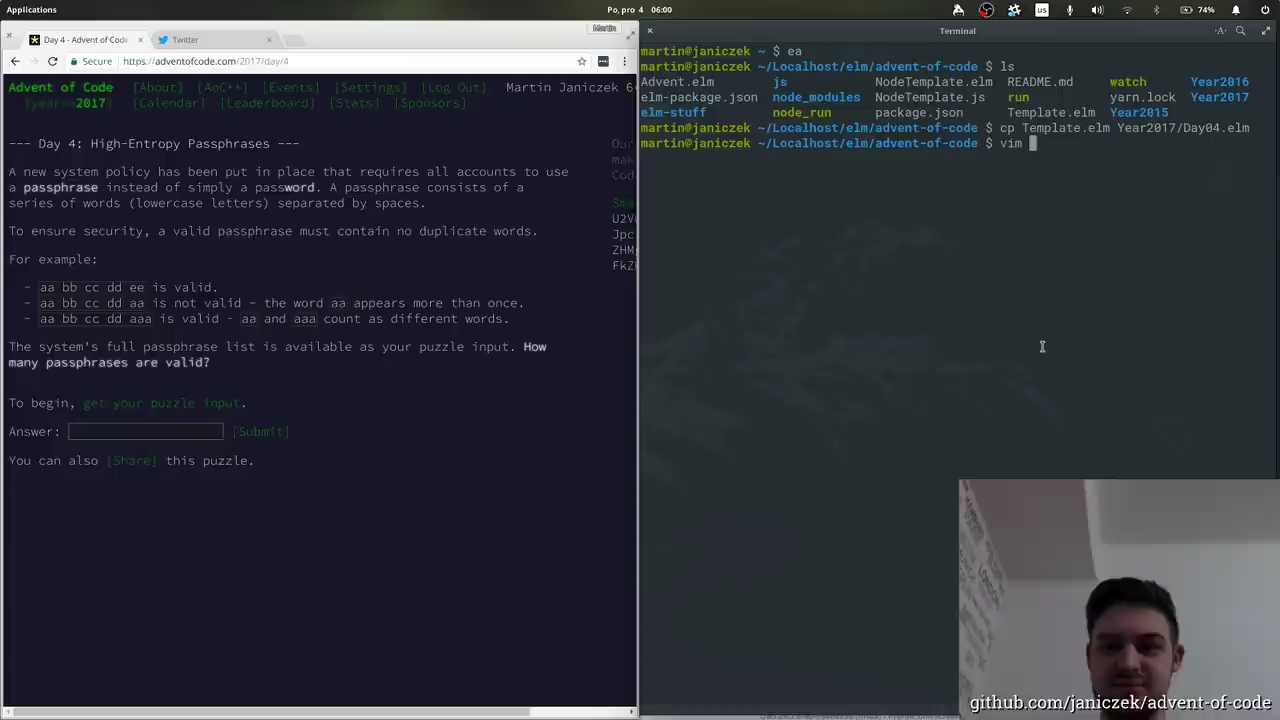 Applications
Po, pro 4 06:00
us
74%
Martin
Day 4 - Advent of Code
Twitter
Secure https://adventofcode.com/2017/day/4
Advent of Code [About] [AoC++] [Events] [Settings] [Log Out] Martin Janiczek
2017 [Calendar] [Leaderboard] [Stats] [Sponsors]
--- Day 4: High-Entropy Passphrases ---
A new system policy has been put in place that requires all accounts to use
a passphrase instead of simply a password. A passphrase consists of a
series of words (lowercase letters) separated by spaces.
To ensure security, a valid passphrase must contain no duplicate words.
For example:
- aa bb cc dd ee is valid.
- aa bb cc dd aa is not valid - the word aa appears more than once.
- aa bb cc dd aaa is valid - aa and aaa count as different words.
The system's full passphrase list is available as your puzzle input. How
many passphrases are valid?
To begin, get your puzzle input.
Answer: [Submit]
You can also [Share] this puzzle.
Our
Terminal
martin@janiczek ~ $ ea
martin@janiczek ~/Localhost/elm/advent-of-code $ ls
Advent.elm js NodeTemplate.elm README.md watch Year2016
elm-package.json node_modules NodeTemplate.js run yarn.lock Year2017
elm-stuff node_run package.json Template.elm Year2015
martin@janiczek ~/Localhost/elm/advent-of-code $ cp Template.elm Year2017/Day04.elm
martin@janiczek ~/Localhost/elm/advent-of-code $ vim
LONDON
github.com/janiczek/advent-of-code